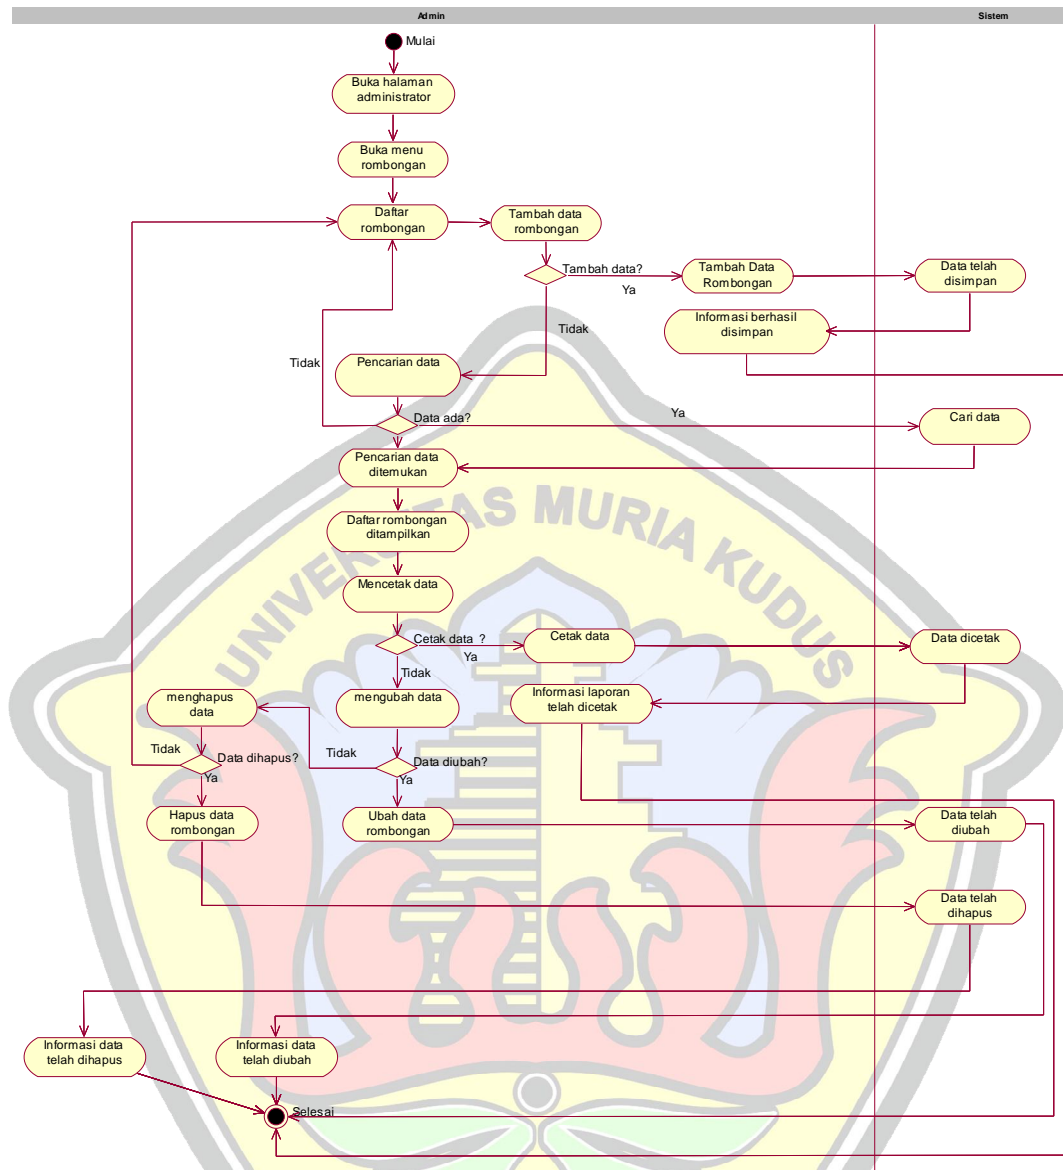 Admin
Sistem
Mulai
Buka halaman
administrator
Buka menu
rombongan
Daftar
rombongan
Tambah data
rombongan
Tambah data?
Ya
Tambah Data
Rombongan
Data telah
disimpan
Informasi berhasil
disimpan
Tidak
Tidak
Pencarian data
Data ada?
Ya
Cari data
Pencarian data
ditemukan
Daftar rombongan
ditampilkan
Mencetak data
Cetak data ?
Ya
Cetak data
Data dicetak
Tidak
mengubah data
Informasi laporan
telah dicetak
menghapus
data
Tidak
Data dihapus?
Ya
Tidak
Data diubah?
Ya
Hapus data
rombongan
Ubah data
rombongan
Data telah
diubah
Data telah
dihapus
Informasi data
telah dihapus
Informasi data
telah diubah
Selesai
UNIVERSITAS MURIA KUDUS